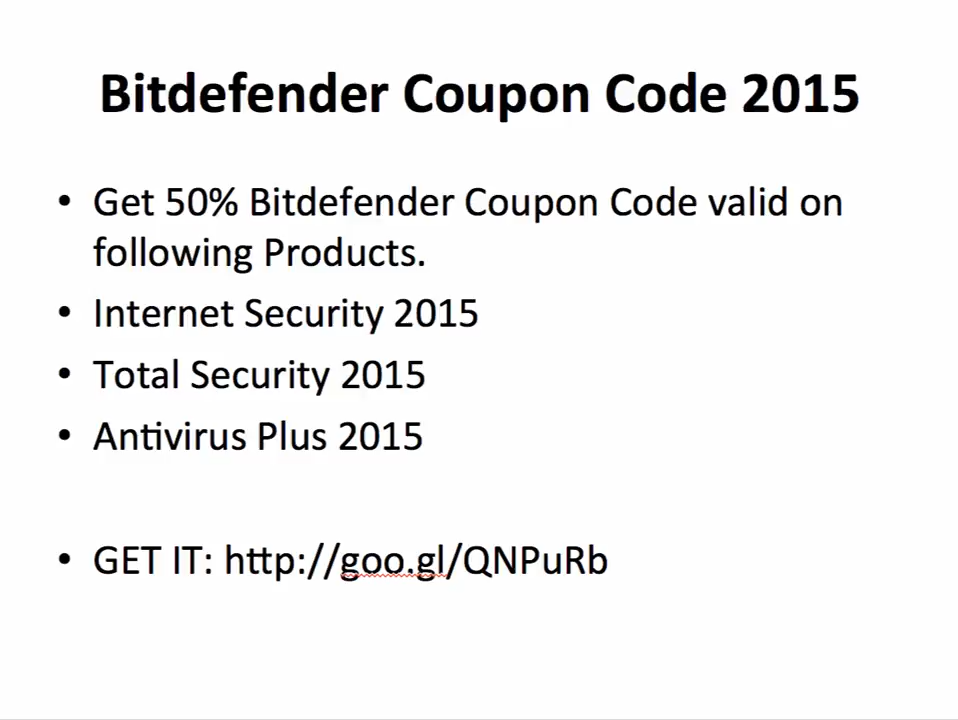 Bitdefender Coupon Code 2015
• Get 50% Bitdefender Coupon Code valid on
following Products.
• Internet Security 2015
• Total Security 2015
• Antivirus Plus 2015
• GET IT: http://goo.gl/QNPuRb